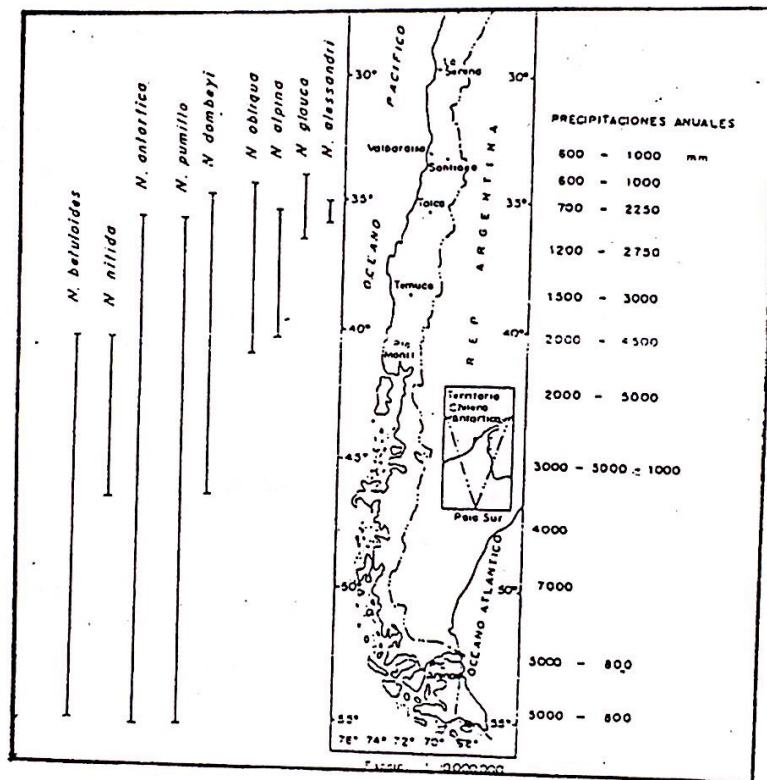 N. betuloides
N nitida
N. antartica
N. pumilio
N dombeyi
N obliqua
N alpina
N glauca
N. alessandri
30°
35°
40°
45°
50°
55°
76° 74° 72° 70°
PACIFICO
OCEANO
La Serena
Valparaiso
Santiago
Talca
Temuco
Montt
REP ARGENTINA
30°
35°
40°
45°
50°
55°
Territorio
Chileno
Antartico
Polo Sur
OCEANO ATLANTICO
PRECIPITACIONES ANUALES
600 - 1000 mm
600 - 1000
700 - 2250
1200 - 2750
1500 - 3000
2000 - 4500
2000 - 5000
3000 - 5000 - 1000
4000
7000
5000 - 800
5000 - 800